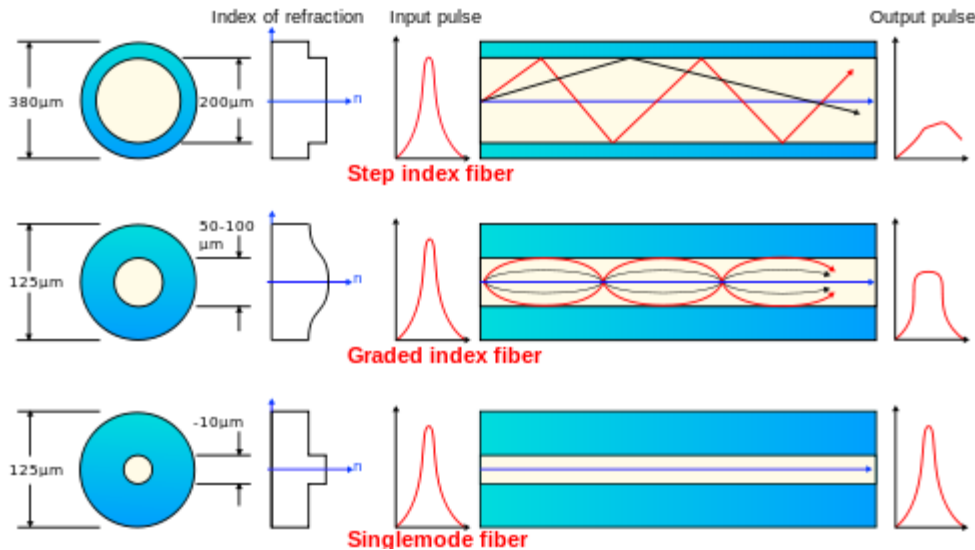 Index of refraction
Input pulse
Output pulse
380μm
200μm
n
Step index fiber
50-100
μm
125μm
n
Graded index fiber
-10μm
125μm
n
Singlemode fiber